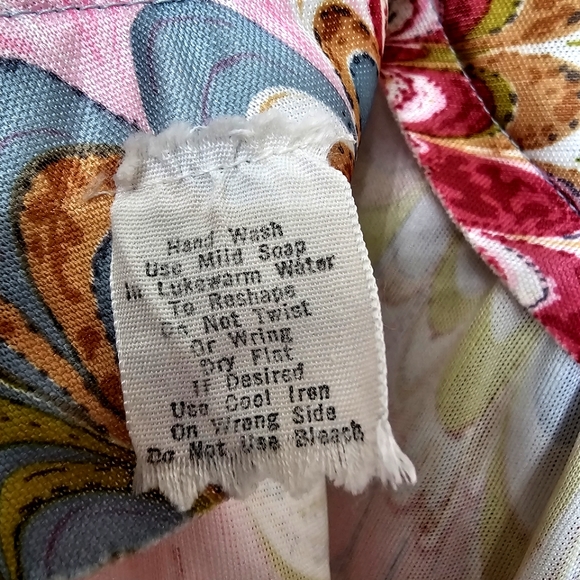 Hand Wash
Use Mild Soap
In Lukewarm Water
To Reshape
Do Not Twist
Or Wring
Dry Flat
If Desired
Use Cool Iron
On Wrong Side
Do Not Use Bleach